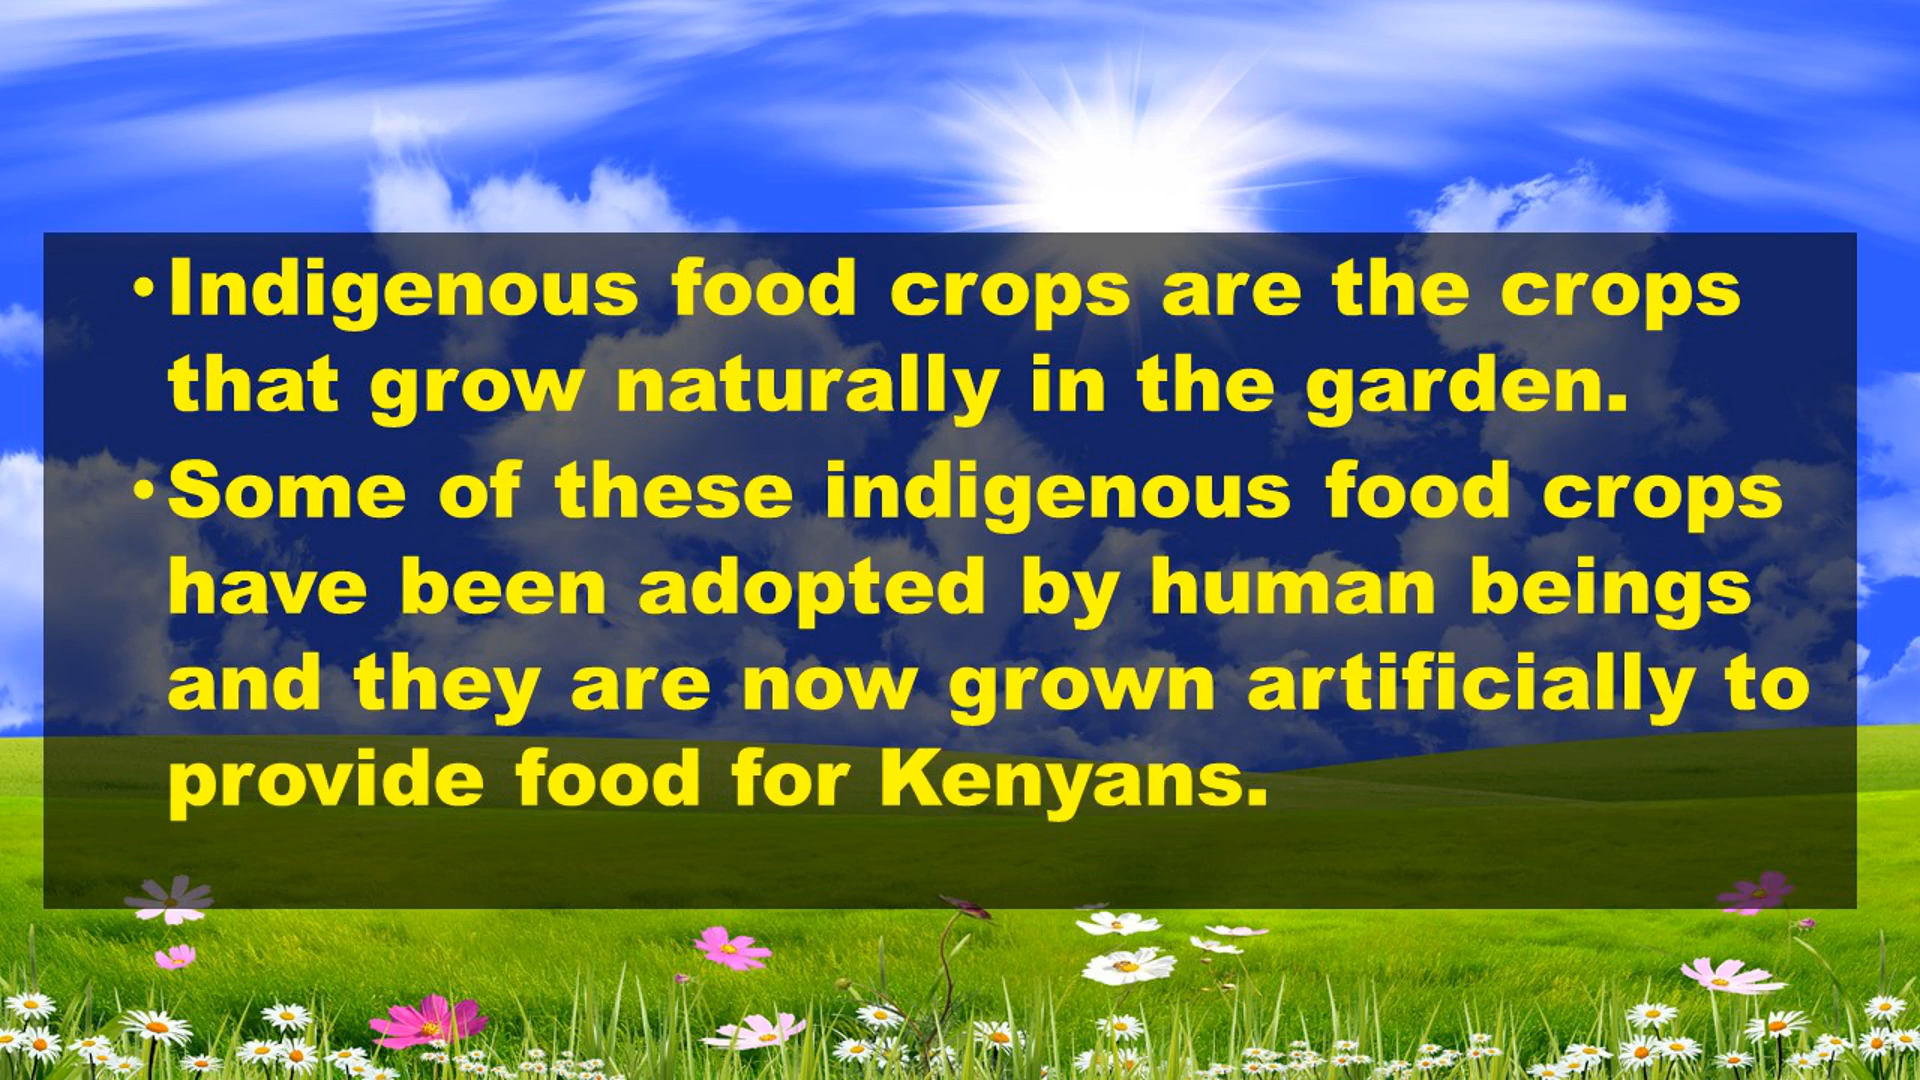 •Indigenous food crops are the crops
that grow naturally in the garden.
•Some of these indigenous food crops
have been adopted by human beings
and they are now grown artificially to
provide food for Kenyans.